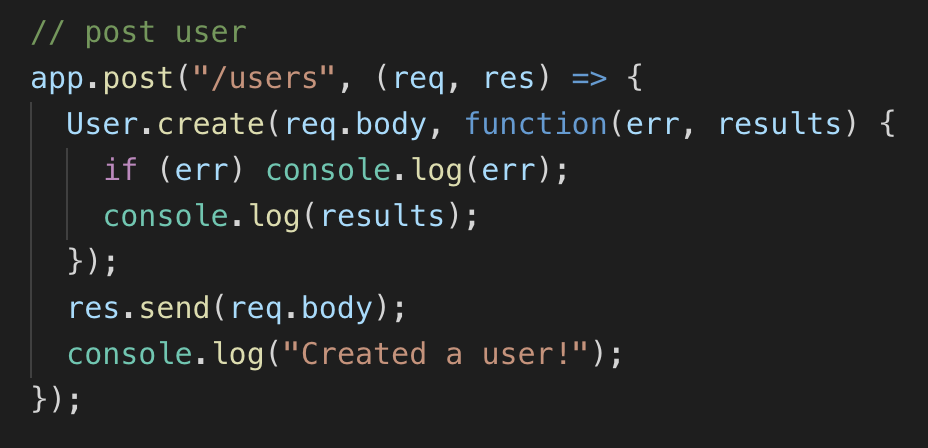 // post user
app.post("/users", (req, res) => {
  User.create(req.body, function(err, results) {
    if (err) console.log(err);
    console.log(results);
  });
  res.send(req.body);
  console.log("Created a user!");
});